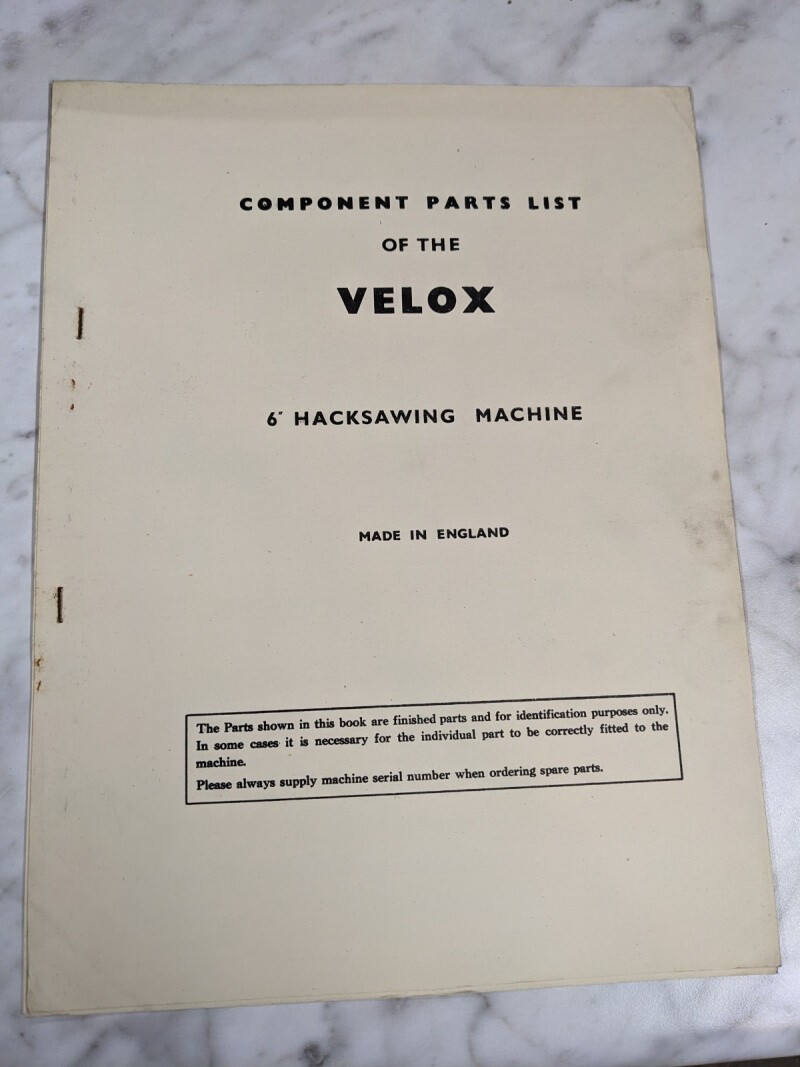 COMPONENT PARTS LIST
OF THE
VELOX
6" HACKSAWING MACHINE
MADE IN ENGLAND
The Parts shown in this book are finished parts and for identification purposes only.
In some cases it is necessary for the individual part to be correctly fitted to the
machine.
Please always supply machine serial number when ordering spare parts.